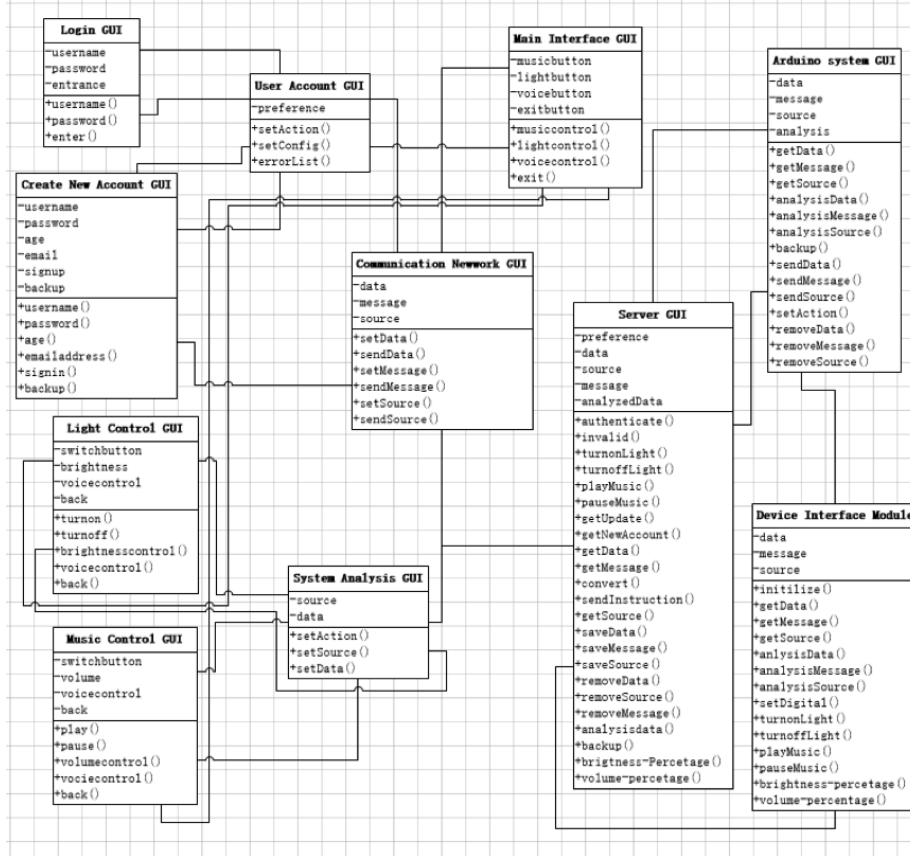 Login GUI
-username
-password
-entrance
+username()
+password()
+enter()
User Account GUI
-preference
+setAction()
+setConfig()
+errorList()
Main Interface GUI
-musicbutton
-lightbutton
-voicebutton
-exitbutton
+musiccontrol()
+lightcontrol()
+voicecontrol()
+exit()
Arduino system GUI
-data
-message
-source
-analysis
+getData()
+getMessage()
+getSource()
+analysisData()
+analysisMessage()
+analysisSource()
+backup()
+sendData()
+sendMessage()
+sendSource()
+setAction()
+removeData()
+removeMessage()
+removeSource()
Create New Account GUI
-username
-password
-age
-email
-signup
-backup
+username()
+password()
+age()
+emailaddress()
+signin()
+backup()
Communication Newwork GUI
-data
-message
-source
+setData()
+sendData()
+setMessage()
+sendMessage()
+setSource()
+sendSource()
Server GUI
-preference
-data
-source
-message
-analyzedData
+authenticate()
+invalid()
+turnonLight()
+turnoffLight()
+playMusic()
+pauseMusic()
+getUpdate()
+getNewAccount()
+getData()
+getMessage()
+convert()
+sendInstruction()
+getSource()
+saveData()
+saveMessage()
+saveSource()
+removeData()
+removeSource()
+removeMessage()
+analysisdata()
+backup()
+brigtness-Percetage()
+volume-percetage()
Light Control GUI
-switchbutton
-brightness
-voicecontrol
-back
+turnon()
+turnoff()
+brightnesscontrol()
+voicecontrol()
+back()
System Analysis GUI
-source
-data
+setAction()
+setSource()
+setData()
Device Interface Module
-data
-message
-source
+initilize()
+getData()
+getMessage()
+getSource()
+anlysisData()
+analysisMessage()
+analysisSource()
+setDigital()
+turnonLight()
+turnoffLight()
+playMusic()
+pauseMusic()
+brightness-percetage()
+volume-percentage()
Music Control GUI
-switchbutton
-volume
-voicecontrol
-back
+play()
+pause()
+volumecontrol()
+vociecontrol()
+back()